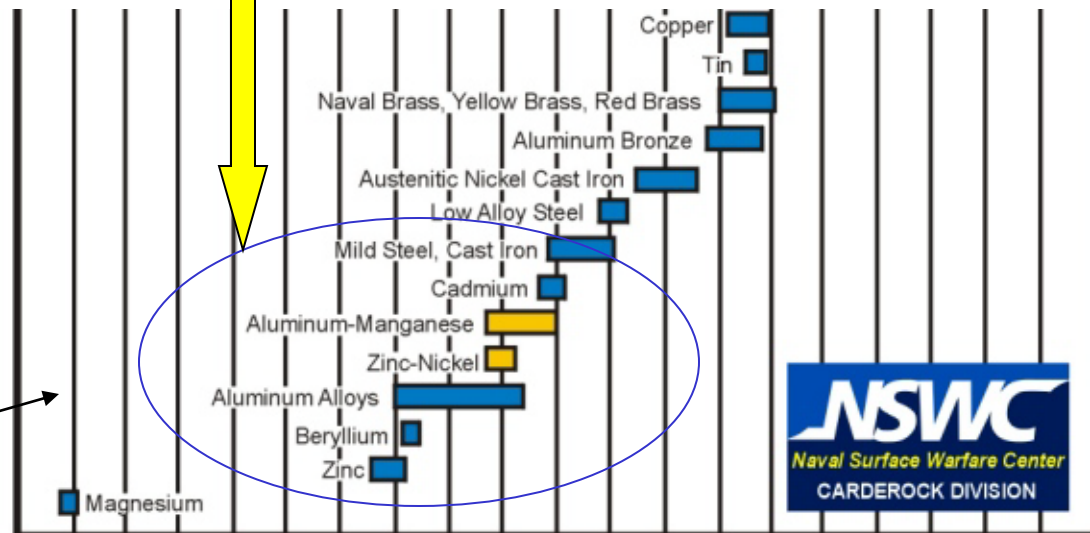 Copper
Tin
Naval Brass, Yellow Brass, Red Brass
Aluminum Bronze
Austenitic Nickel Cast Iron
Low Alloy Steel
Mild Steel, Cast Iron
Cadmium
Aluminum-Manganese
Zinc-Nickel
Aluminum Alloys
Beryllium
Zinc
Magnesium
NSWC
Naval Surface Warfare Center
CARDEROCK DIVISION